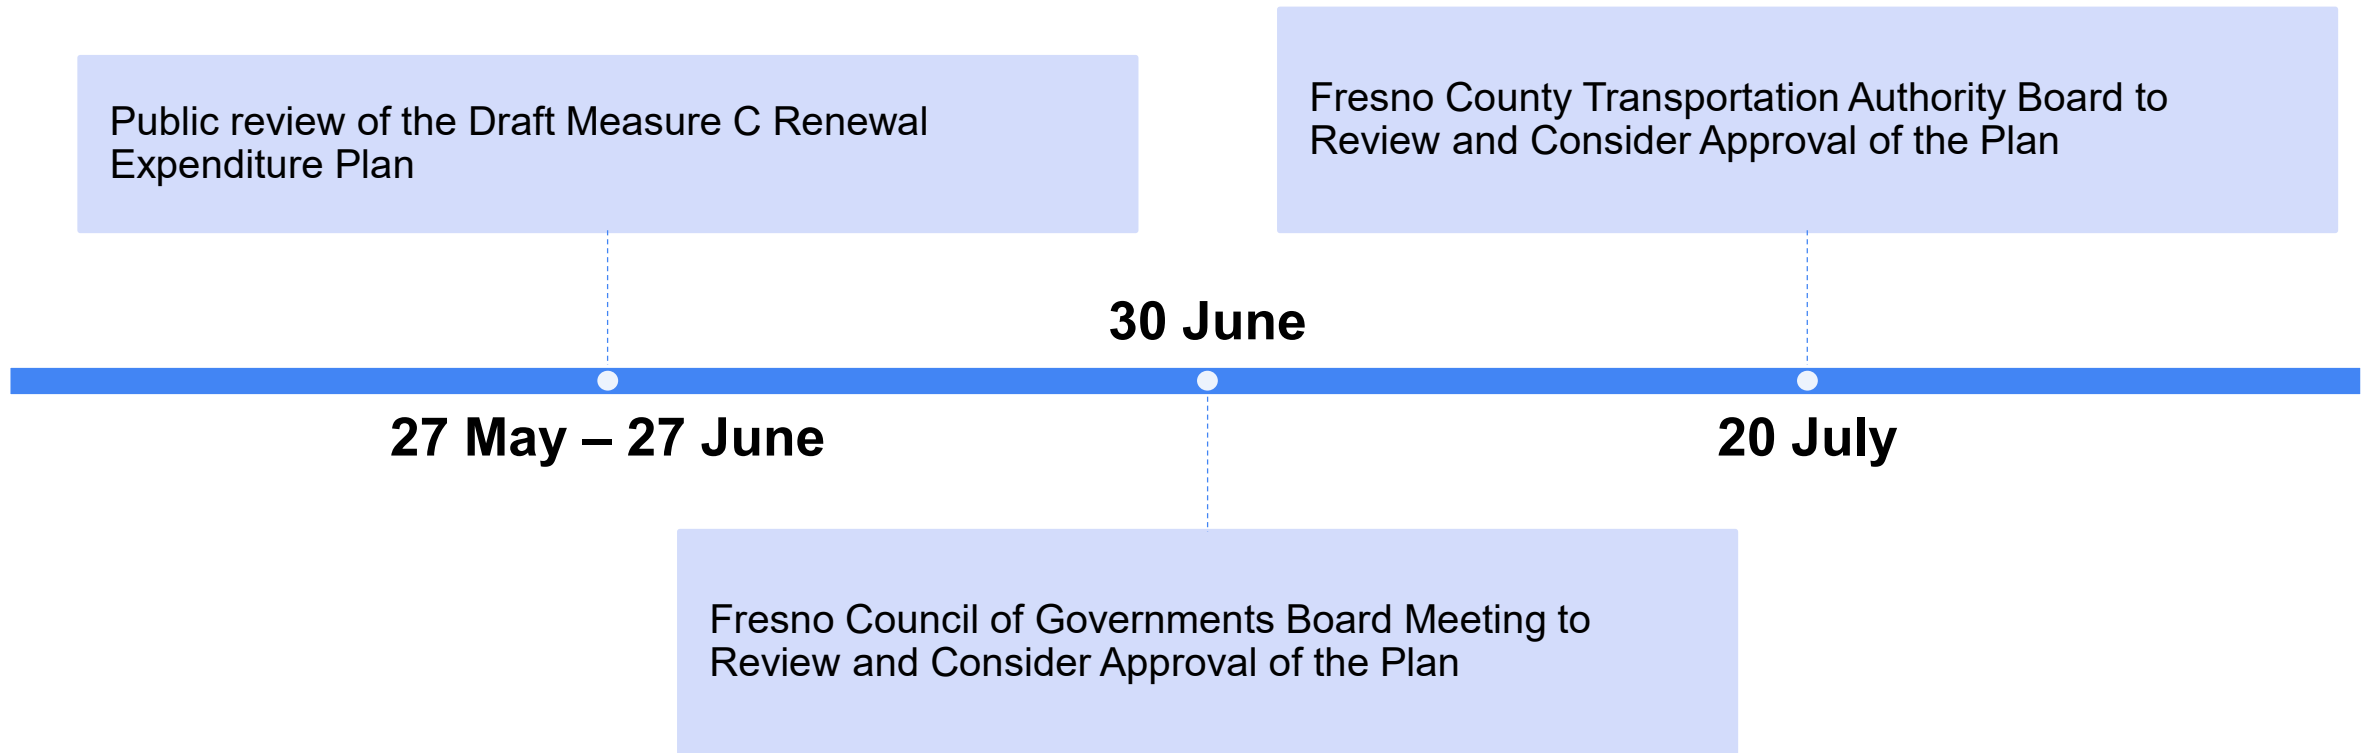 Public review of the Draft Measure C Renewal
Expenditure Plan
Fresno County Transportation Authority Board to
Review and Consider Approval of the Plan
30 June
27 May – 27 June
20 July
Fresno Council of Governments Board Meeting to
Review and Consider Approval of the Plan